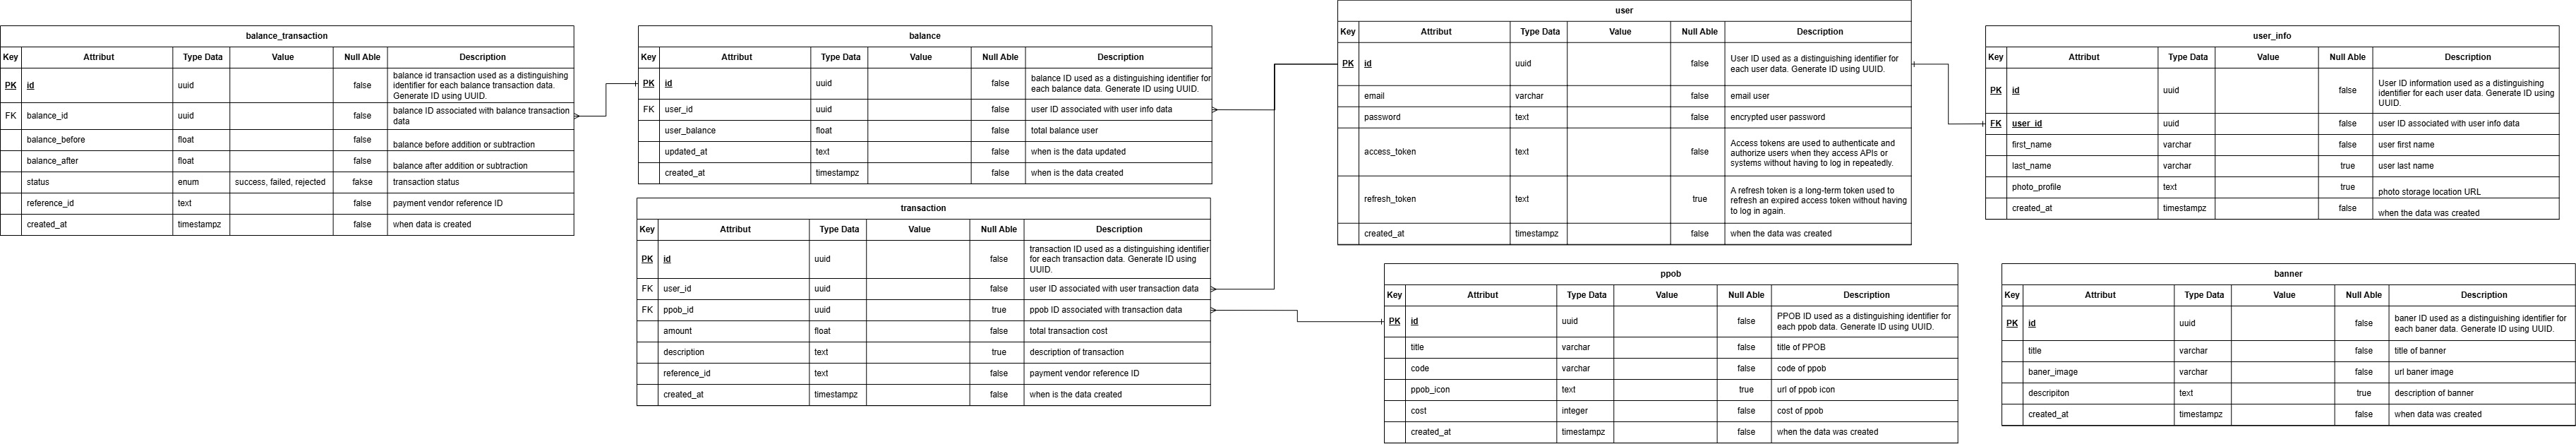 balance_transaction
Key Attribut Type Data Value Null Able Description
PK id uuid false balance id transaction used as a distinguishing
identifier for each balance transaction data.
Generate ID using UUID.
FK balance_id uuid false balance ID associated with balance transaction
data
balance_before float false balance before addition or subtraction
balance_after float false balance after addition or subtraction
status enum success, failed, rejected fakse transaction status
reference_id text false payment vendor reference ID
created_at timestampz false when data is created
balance
Key Attribut Type Data Value Null Able Description
PK id uuid false balance ID used as a distinguishing identifier for
each balance data. Generate ID using UUID.
FK user_id uuid false user ID associated with user info data
user_balance float false total balance user
updated_at text false when is the data updated
created_at timestampz false when is the data created
transaction
Key Attribut Type Data Value Null Able Description
PK id uuid false transaction ID used as a distinguishing identifier
for each transaction data. Generate ID using
UUID.
FK user_id uuid false user ID associated with user transaction data
FK ppob_id uuid true ppob ID associated with transaction data
amount float false total transaction cost
description text true description of transaction
reference_id text false payment vendor reference ID
created_at timestampz false when is the data created
user
Key Attribut Type Data Value Null Able Description
PK id uuid false User ID used as a distinguishing identifier for
each user data. Generate ID using UUID.
email varchar false email user
password text false encrypted user password
access_token text false Access tokens are used to authenticate and
authorize users when they access APIs or
systems without having to log in repeatedly.
refresh_token text true A refresh token is a long-term token used to
refresh an expired access token without having
to log in again.
created_at timestampz false when the data was created
user_info
Key Attribut Type Data Value Null Able Description
PK id uuid false User ID information used as a distinguishing
identifier for each user data. Generate ID using
UUID.
FK user_id uuid false user ID associated with user info data
first_name varchar false user first name
last_name varchar true user last name
photo_profile text true photo storage location URL
created_at timestampz false when the data was created
ppob
Key Attribut Type Data Value Null Able Description
PK id uuid false PPOB ID used as a distinguishing identifier for
each ppob data. Generate ID using UUID.
title varchar false title of PPOB
code varchar false code of ppob
ppob_icon text true url of ppob icon
cost integer false cost of ppob
created_at timestampz false when the data was created
banner
Key Attribut Type Data Value Null Able Description
PK id uuid false baner ID used as a distinguishing identifier for
each baner data. Generate ID using UUID.
title varchar false title of banner
baner_image varchar false url baner image
descripiton text true description of banner
created_at timestampz false when data was created